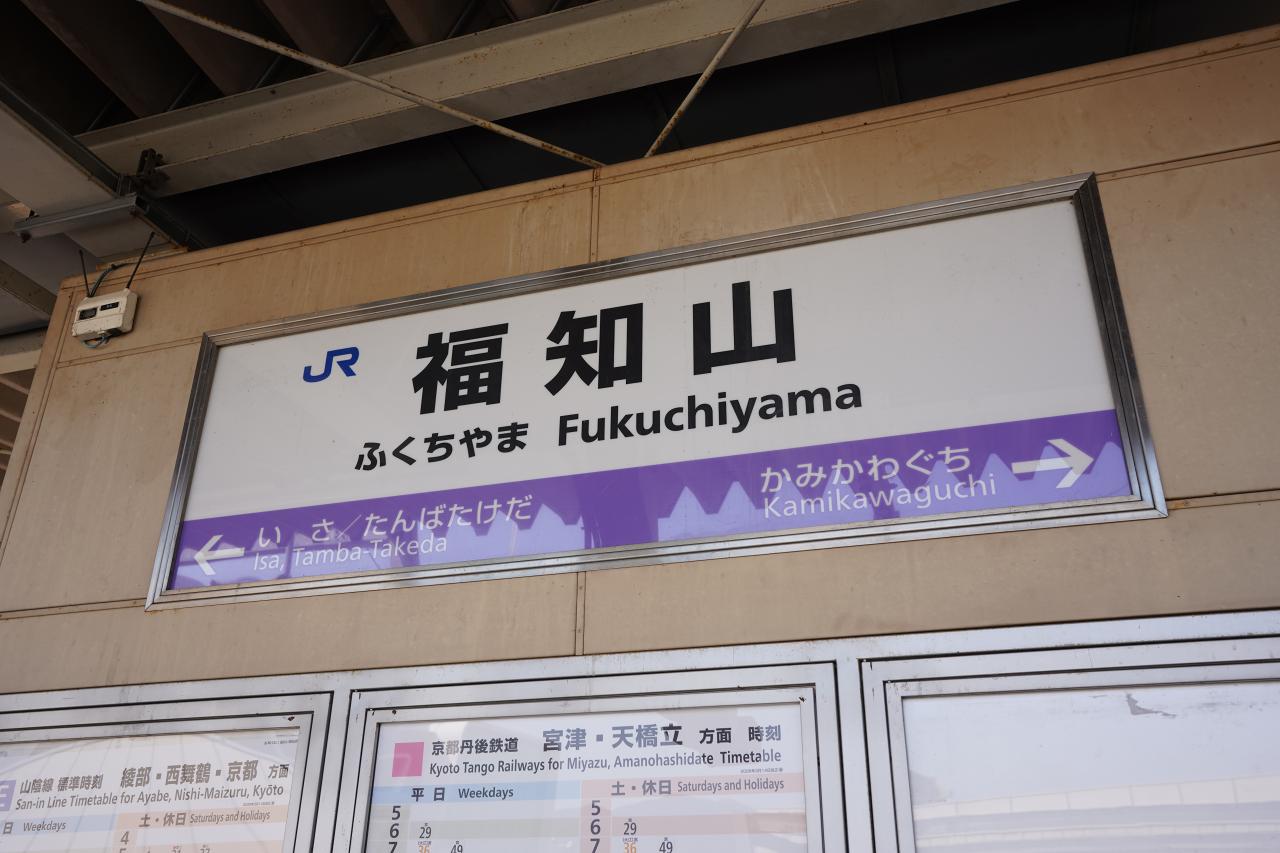 JR
福知山
ふくちやま Fukuchiyama
い さ/たんばたけだ
Isa, Tamba-Takeda
かみかわぐち
Kamikawaguchi
山陰線 標準時刻 綾部・西舞鶴・京都 方面
San-in Line Timetable for Ayabe, Nishi-Maizuru, Kyōto
日 Weekdays
土・休日 Saturdays and Holidays
4
京都丹後鉄道 宮津・天橋立 方面 時刻
Kyoto Tango Railways for Miyazu, Amanohashidate Timetable
平日 Weekdays
土・休日 Saturdays and Holidays
5 5
6 29 6 29
7 36 49 7 36 49